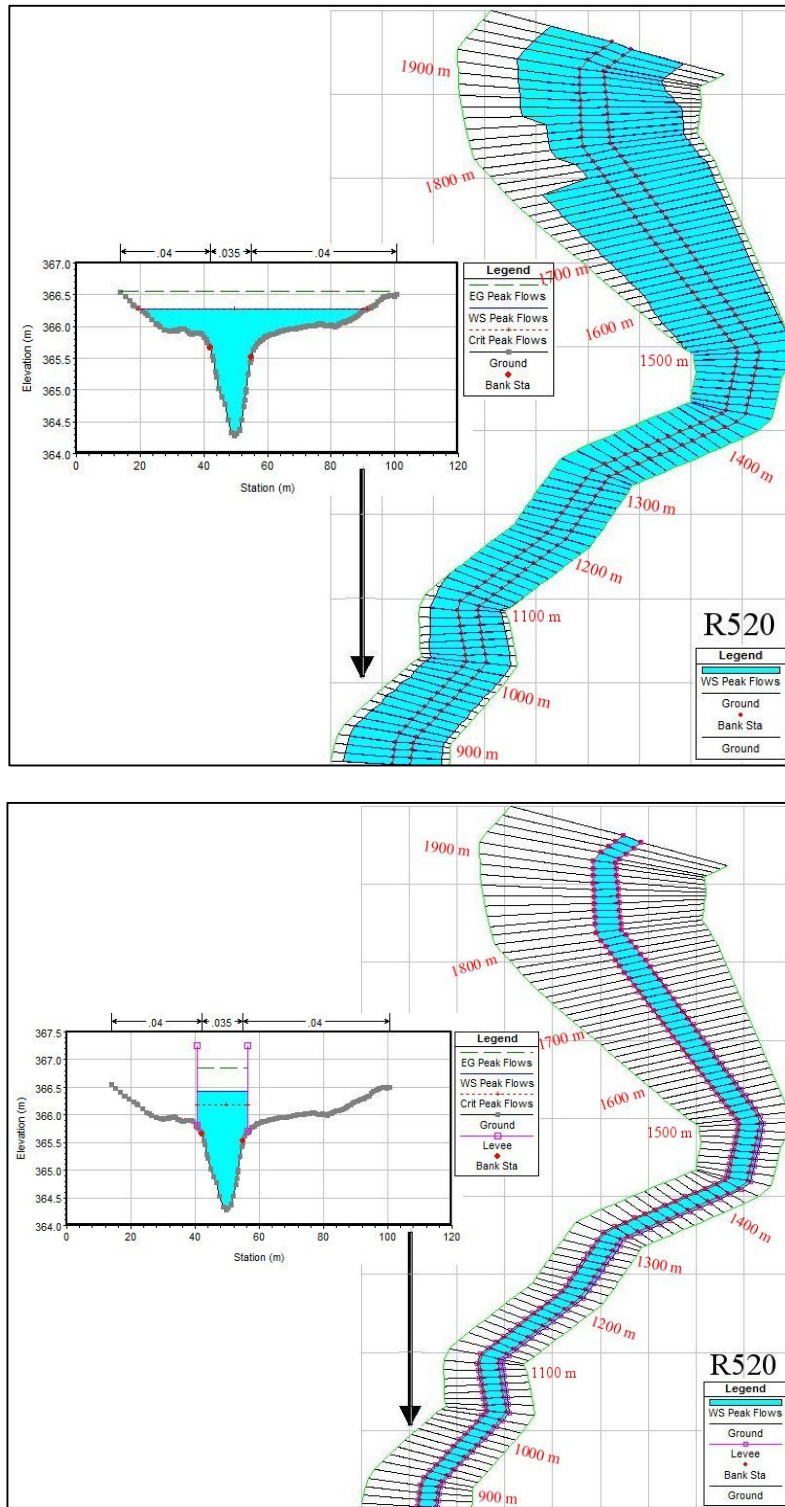 1900 m
1800 m
1700 m
1600 m
1500 m
1400 m
1300 m
1200 m
1100 m
1000 m
900 m
.04 .035 .04
367.0
366.5
366.0
365.5
365.0
364.5
364.0
0 20 40 60 80 100 120
Elevation (m)
Station (m)
Legend
EG Peak Flows
WS Peak Flows
Crit Peak Flows
Ground
Bank Sta
R520
Legend
WS Peak Flows
Ground
Bank Sta
Ground
1900 m
1800 m
1700 m
1600 m
1500 m
1400 m
1300 m
1200 m
1100 m
1000 m
900 m
.04 .035 .04
367.5
367.0
366.5
366.0
365.5
365.0
364.5
364.0
0 20 40 60 80 100 120
Elevation (m)
Station (m)
Legend
EG Peak Flows
WS Peak Flows
Crit Peak Flows
Ground
Levee
Bank Sta
R520
Legend
WS Peak Flows
Ground
Levee
Bank Sta
Ground